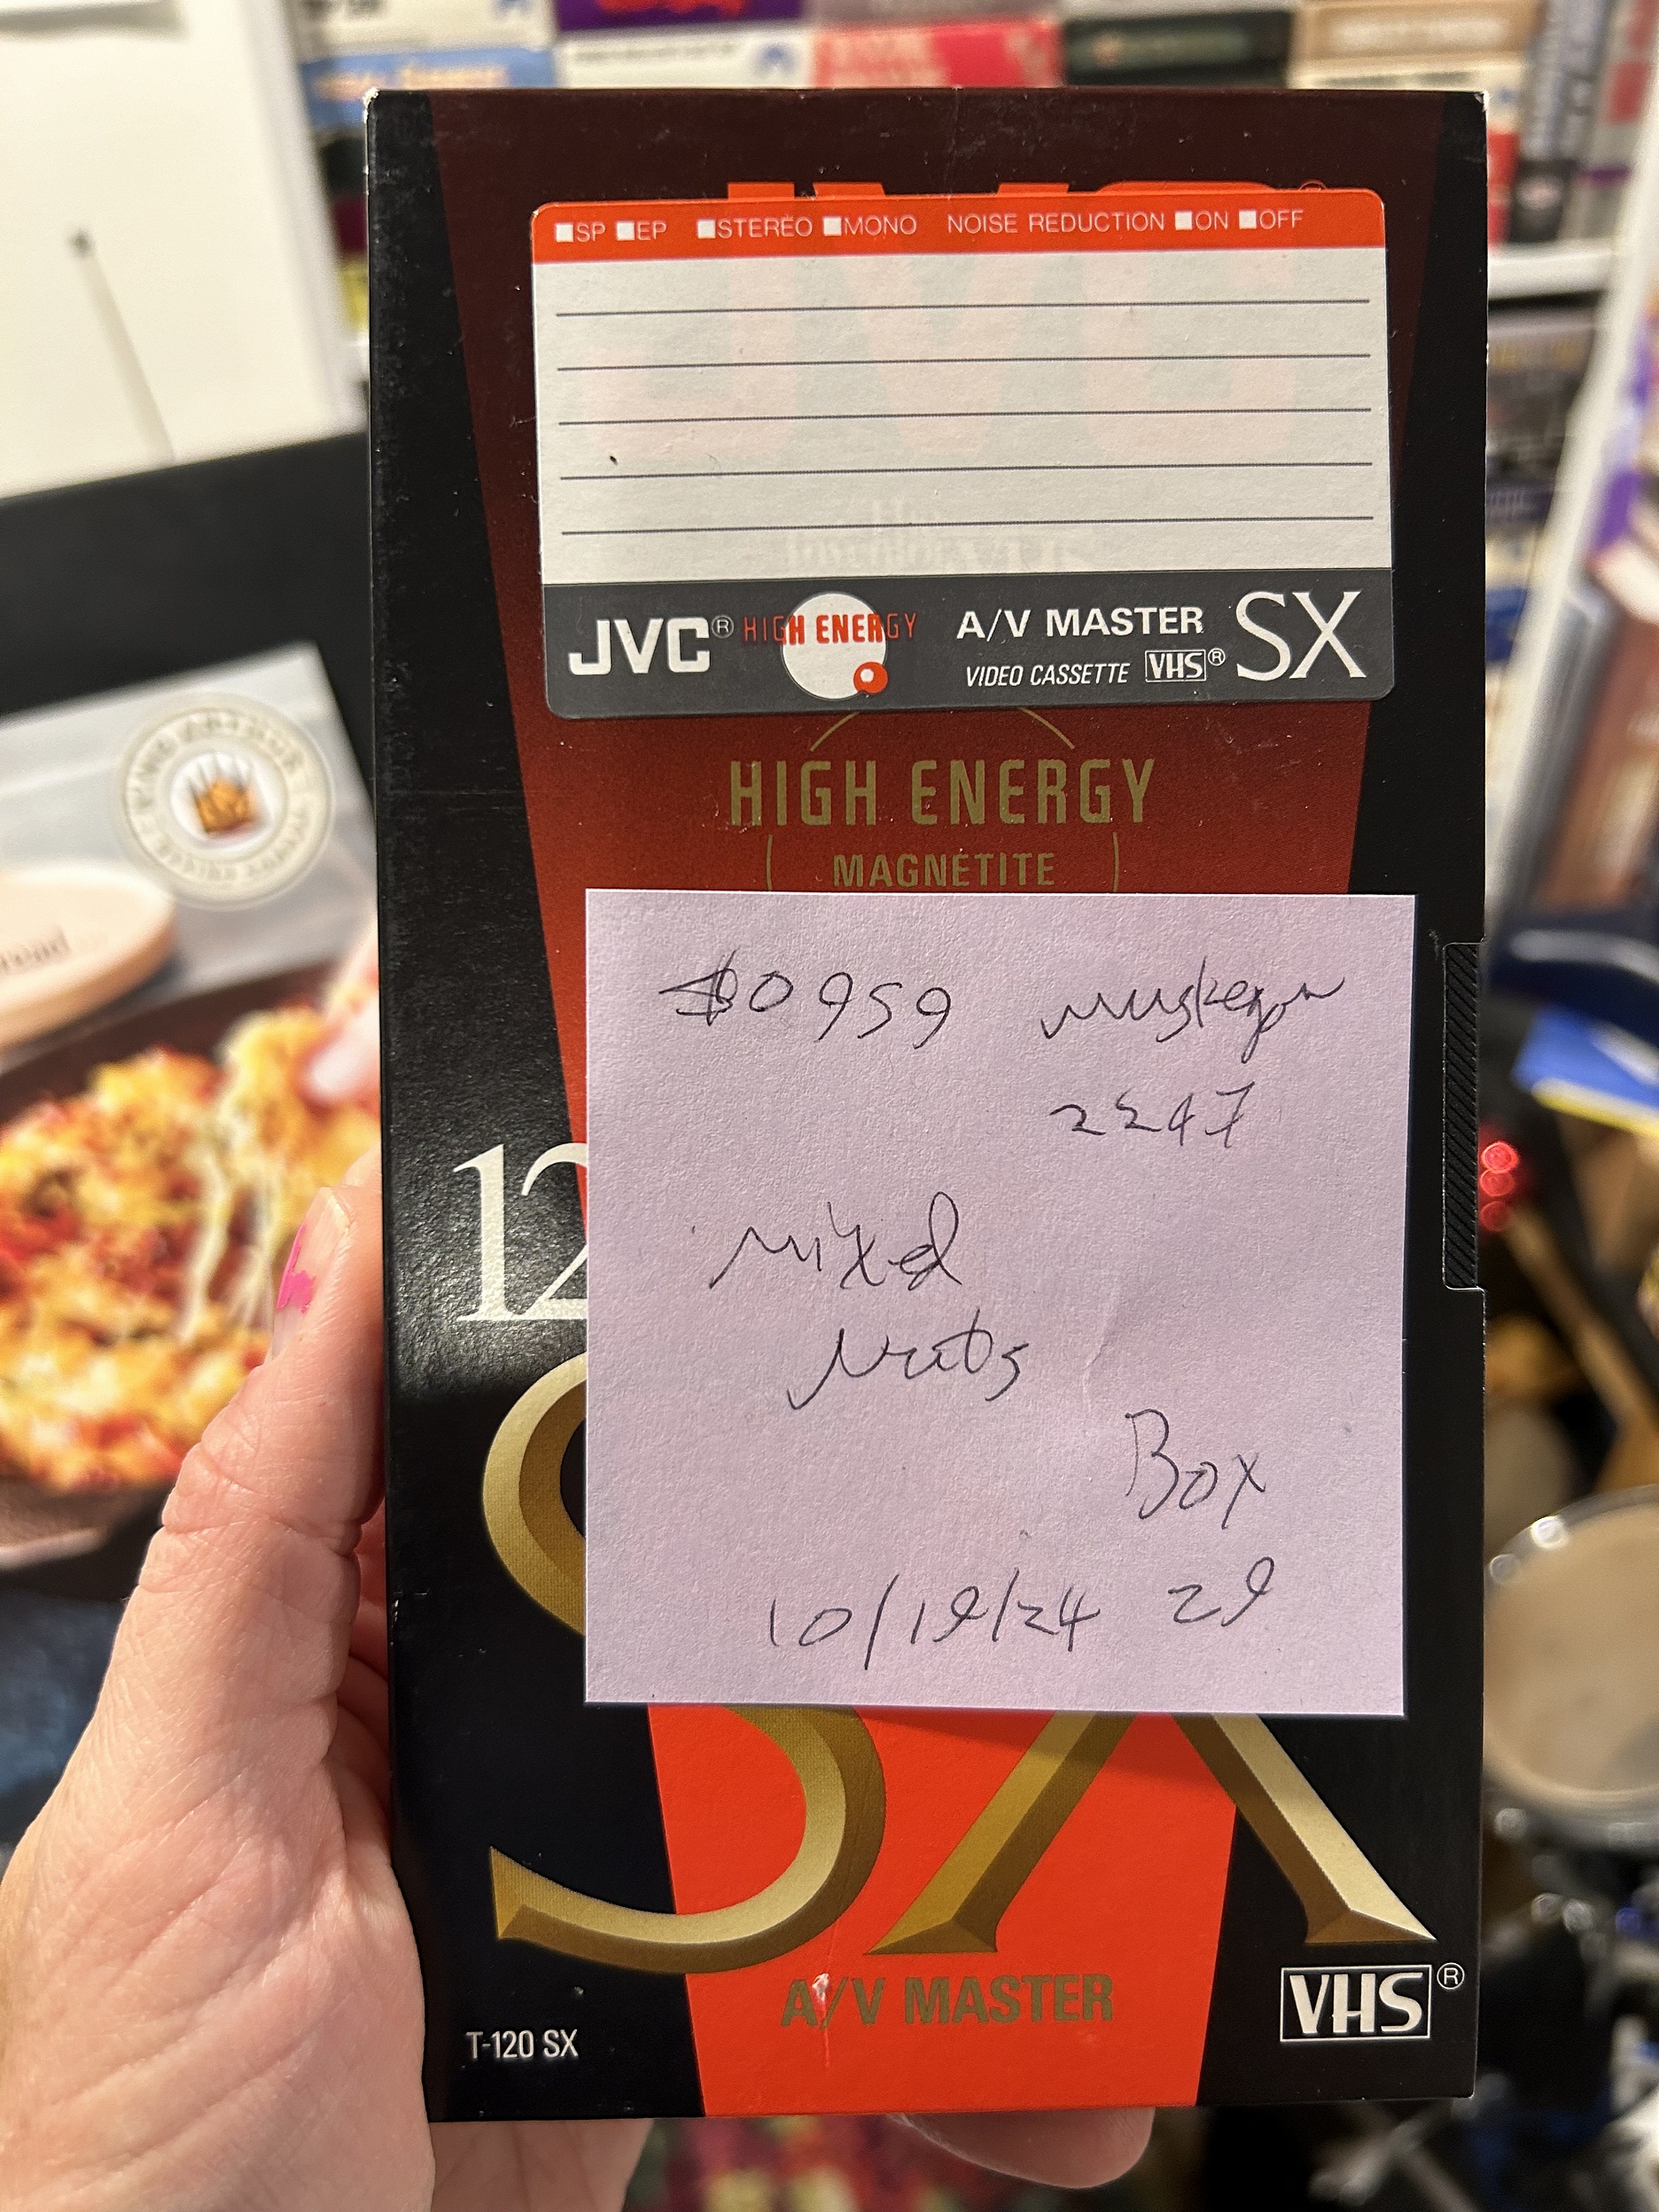 SP EP STEREO MONO NOISE REDUCTION ON OFF
JVC® HIGH ENERGY A/V MASTER SX
VIDEO CASSETTE VHS®
HIGH ENERGY
MAGNETITE
$0959 Muskegon
2247
12
Mixed
Nuts
Box
10/19/24 29
SX
A/V MASTER
T-120 SX
VHS®